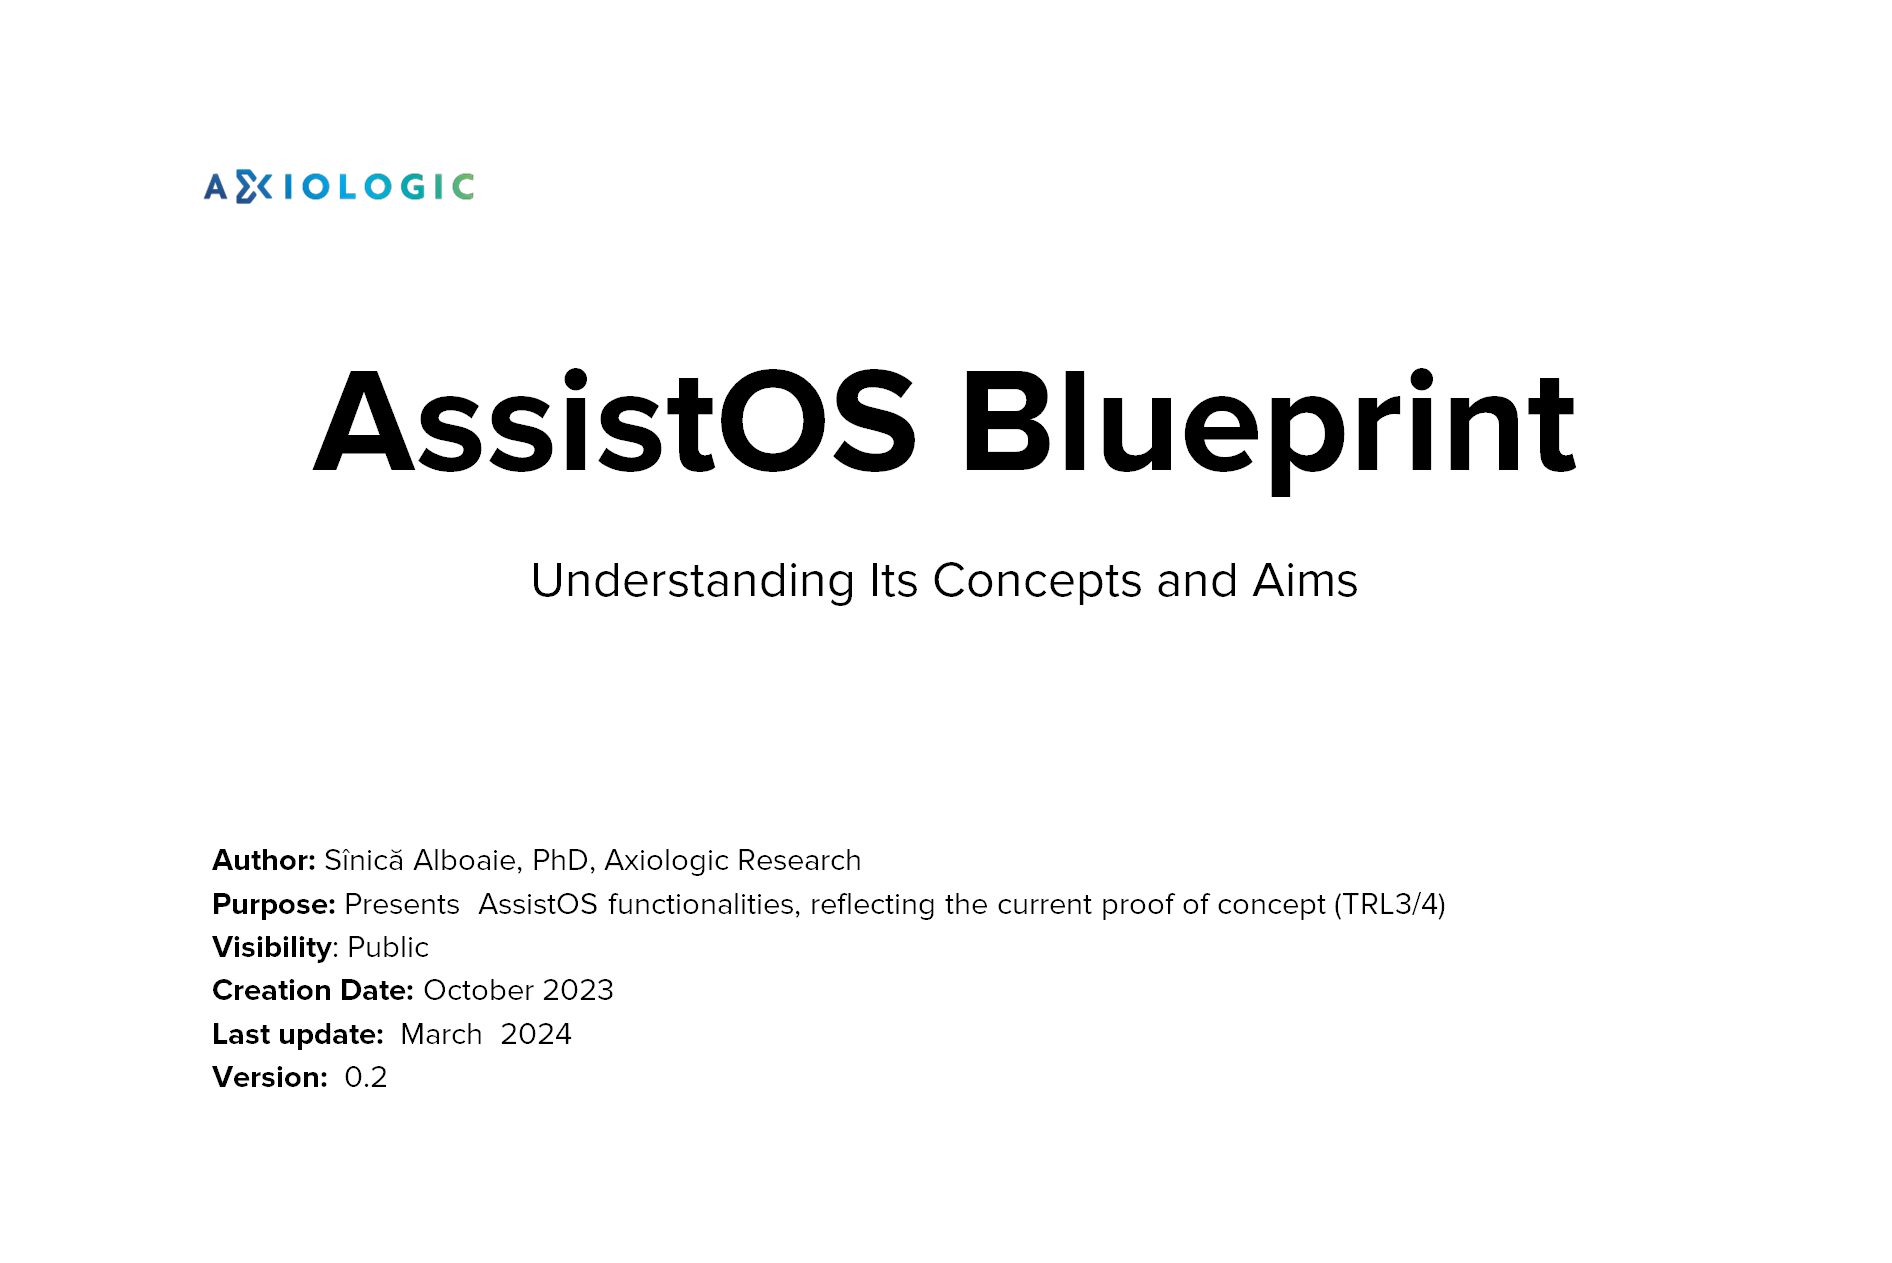 AXIOLOGIC
AssistOS Blueprint
Understanding Its Concepts and Aims
Author: Sînică Alboaie, PhD, Axiologic Research
Purpose: Presents  AssistOS functionalities, reflecting the current proof of concept (TRL3/4)
Visibility: Public
Creation Date: October 2023
Last update:  March  2024
Version:  0.2